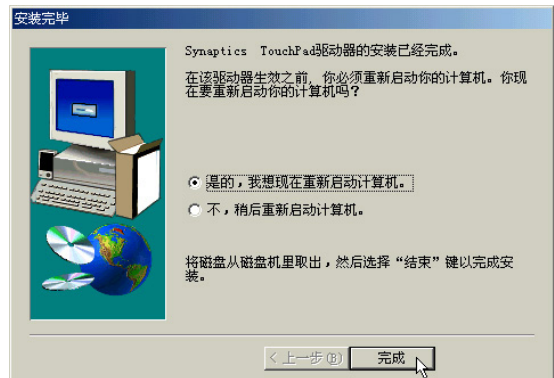 安装完毕
Synaptics TouchPad驱动器的安装已经完成。
在该驱动器生效之前，你必须重新启动你的计算机。你现
在要重新启动你的计算机吗？
是的，我想现在重新启动计算机。
不，稍后重新启动计算机。
将磁盘从磁盘机里取出，然后选择“结束”键以完成安
装。
< 上一步(B)
完成